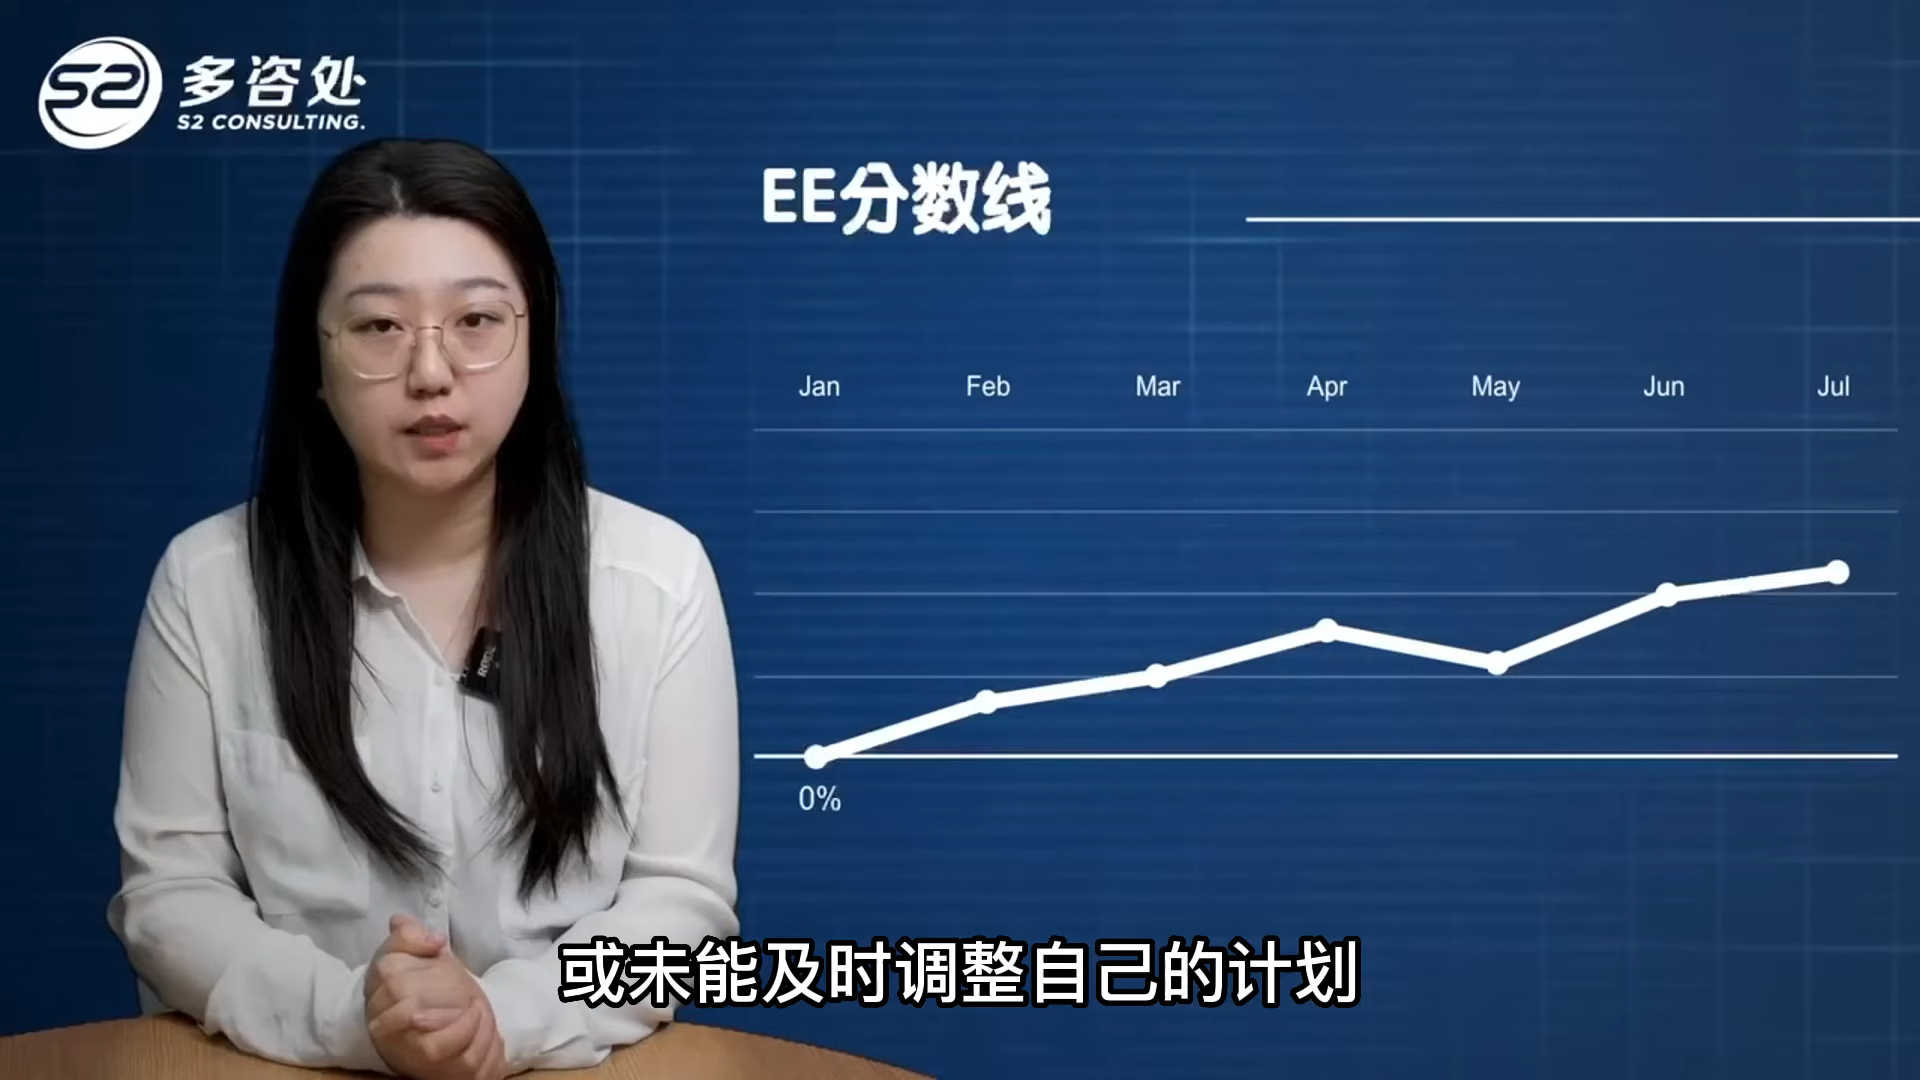 S2 多咨处
S2 CONSULTING.
EE分数线
Jan Feb Mar Apr May Jun Jul
0%
或未能及时调整自己的计划